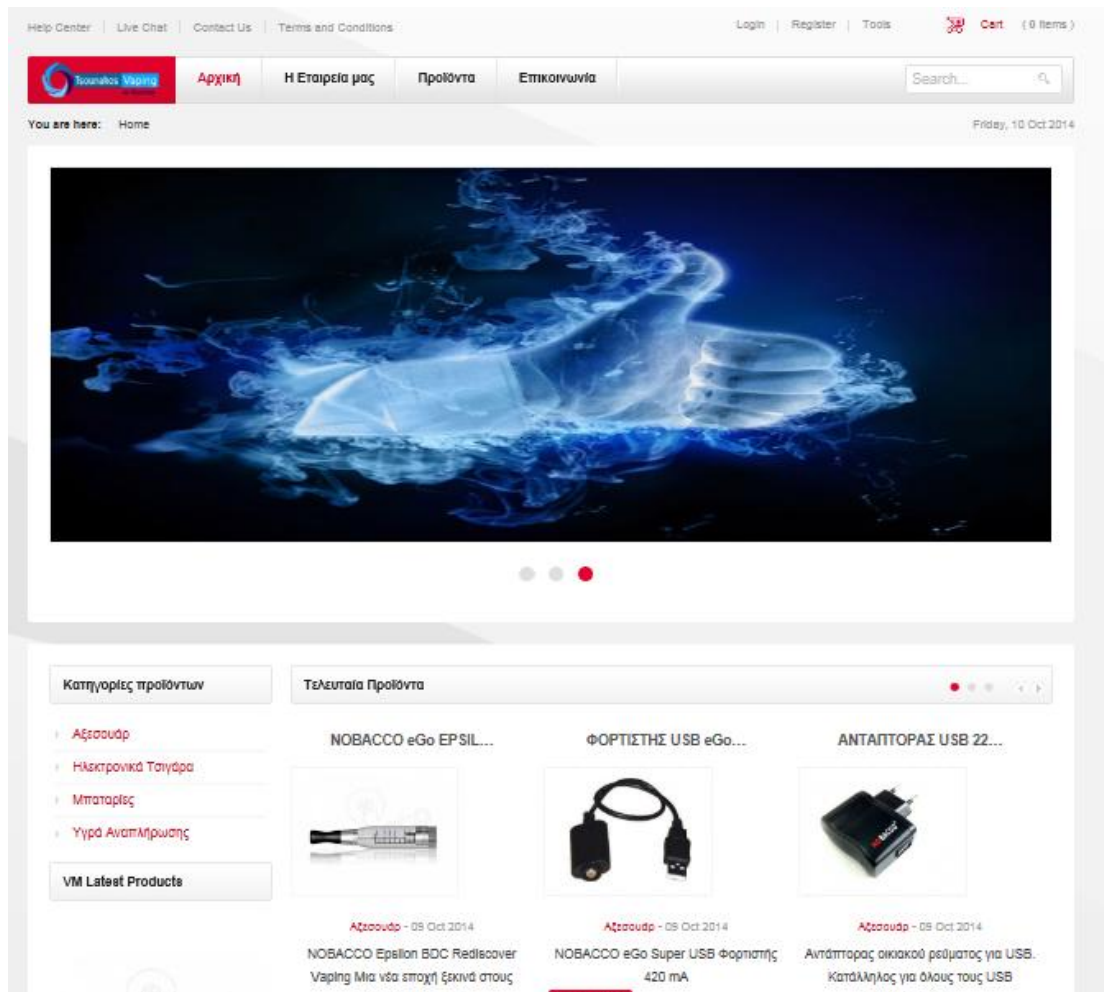 Help Center | Live Chat | Contact Us | Terms and Conditions
Login | Register | Tools
Cart ( 0 Items )
Tsounakos Vaping
Αρχική
Η Εταιρεία μας
Προϊόντα
Επικοινωνία
Search...
You are here: Home
Friday, 10 Oct 2014
Κατηγορίες προϊόντων
Αξεσουάρ
Ηλεκτρονικά Τσιγάρα
Μπαταρίες
Υγρά Αναπλήρωσης
VM Latest Products
Τελευταία Προϊόντα
NOBACCO eGo EPSIL...
Αξεσουάρ - 09 Oct 2014
NOBACCO Epsilon BDC Rediscover
Vaping Μια νέα εποχή ξεκινά στους
ΦΟΡΤΙΣΤΗΣ USB eGo...
Αξεσουάρ - 09 Oct 2014
NOBACCO eGo Super USB Φορτιστής
420 mA
ΑΝΤΑΠΤΟΡΑΣ USB 22...
NOBACCO
Αξεσουάρ - 09 Oct 2014
Αντάπτορας οικιακού ρεύματος για USB.
Κατάλληλος για όλους τους USB